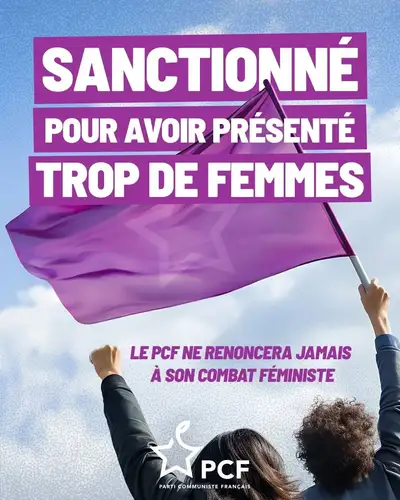 SANCTIONNÉ
POUR AVOIR PRÉSENTÉ
TROP DE FEMMES
LE PCF NE RENONCERA JAMAIS
À SON COMBAT FÉMINISTE
PCF
PARTI COMMUNISTE FRANÇAIS